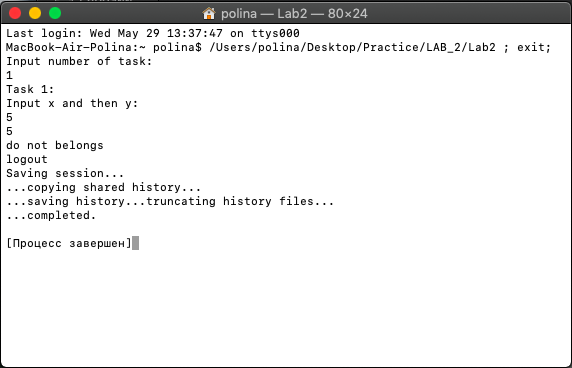 polina — Lab2 — 80×24
Last login: Wed May 29 13:37:47 on ttys000
MacBook-Air-Polina:~ polina$ /Users/polina/Desktop/Practice/LAB_2/Lab2 ; exit;
Input number of task:
1
Task 1:
Input x and then y:
5
5
do not belongs
logout
Saving session...
...copying shared history...
...saving history...truncating history files...
...completed.
[Процесс завершен]